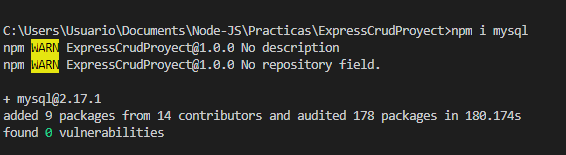 C:\Users\Usuario\Documents\Node-JS\Practicas\ExpressCrudProyect>npm i mysql
npm WARN ExpressCrudProyect@1.0.0 No description
npm WARN ExpressCrudProyect@1.0.0 No repository field.
+ mysql@2.17.1
added 9 packages from 14 contributors and audited 178 packages in 180.174s
found 0 vulnerabilities